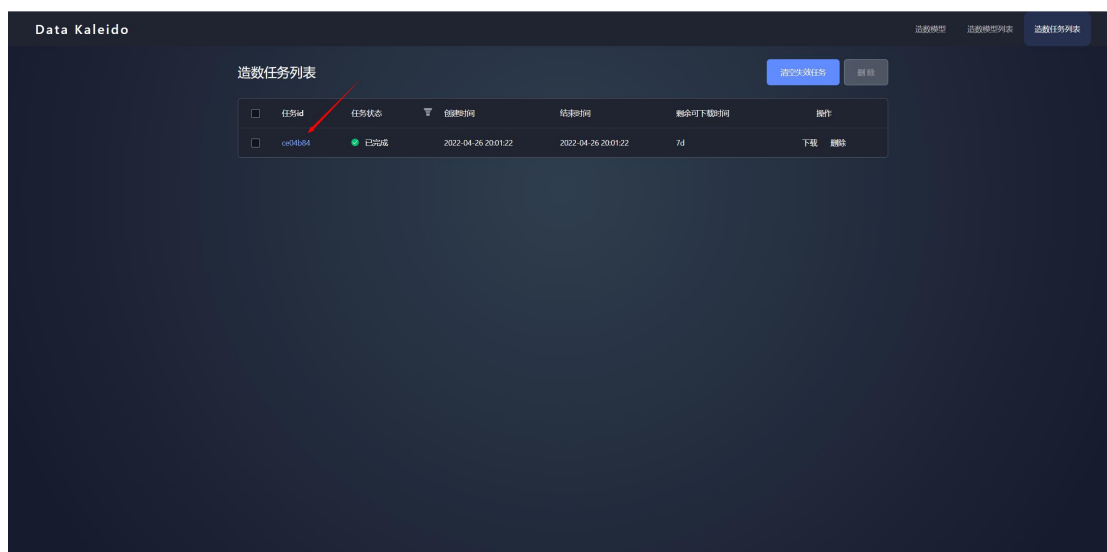 Data Kaleido 造数模型 造数模型列表 造数任务列表
造数任务列表 清空失效任务 删除
任务id 任务状态 创建时间 结束时间 剩余可下载时间 操作
ce04b84 已完成 2022-04-26 20:01:22 2022-04-26 20:01:22 7d 下载 删除